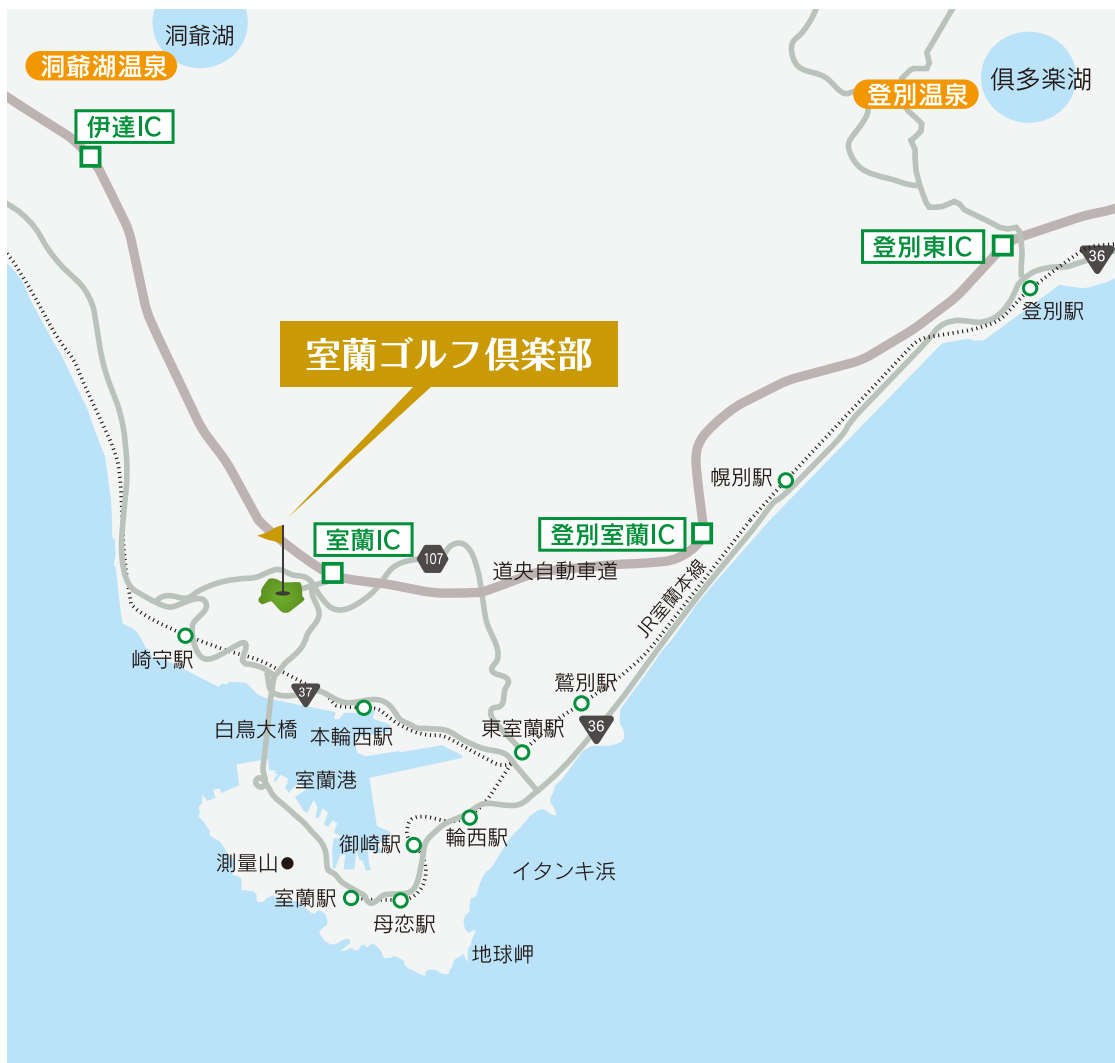 洞爺湖
洞爺湖温泉
俱多楽湖
登別温泉
伊達IC
登別東IC
36
登別駅
室蘭ゴルフ倶楽部
幌別駅
室蘭IC
107
登別室蘭IC
道央自動車道
JR室蘭本線
崎守駅
37
鷲別駅
36
白鳥大橋
本輪西駅
東室蘭駅
室蘭港
御崎駅
輪西駅
測量山
イタンキ浜
室蘭駅
母恋駅
地球岬